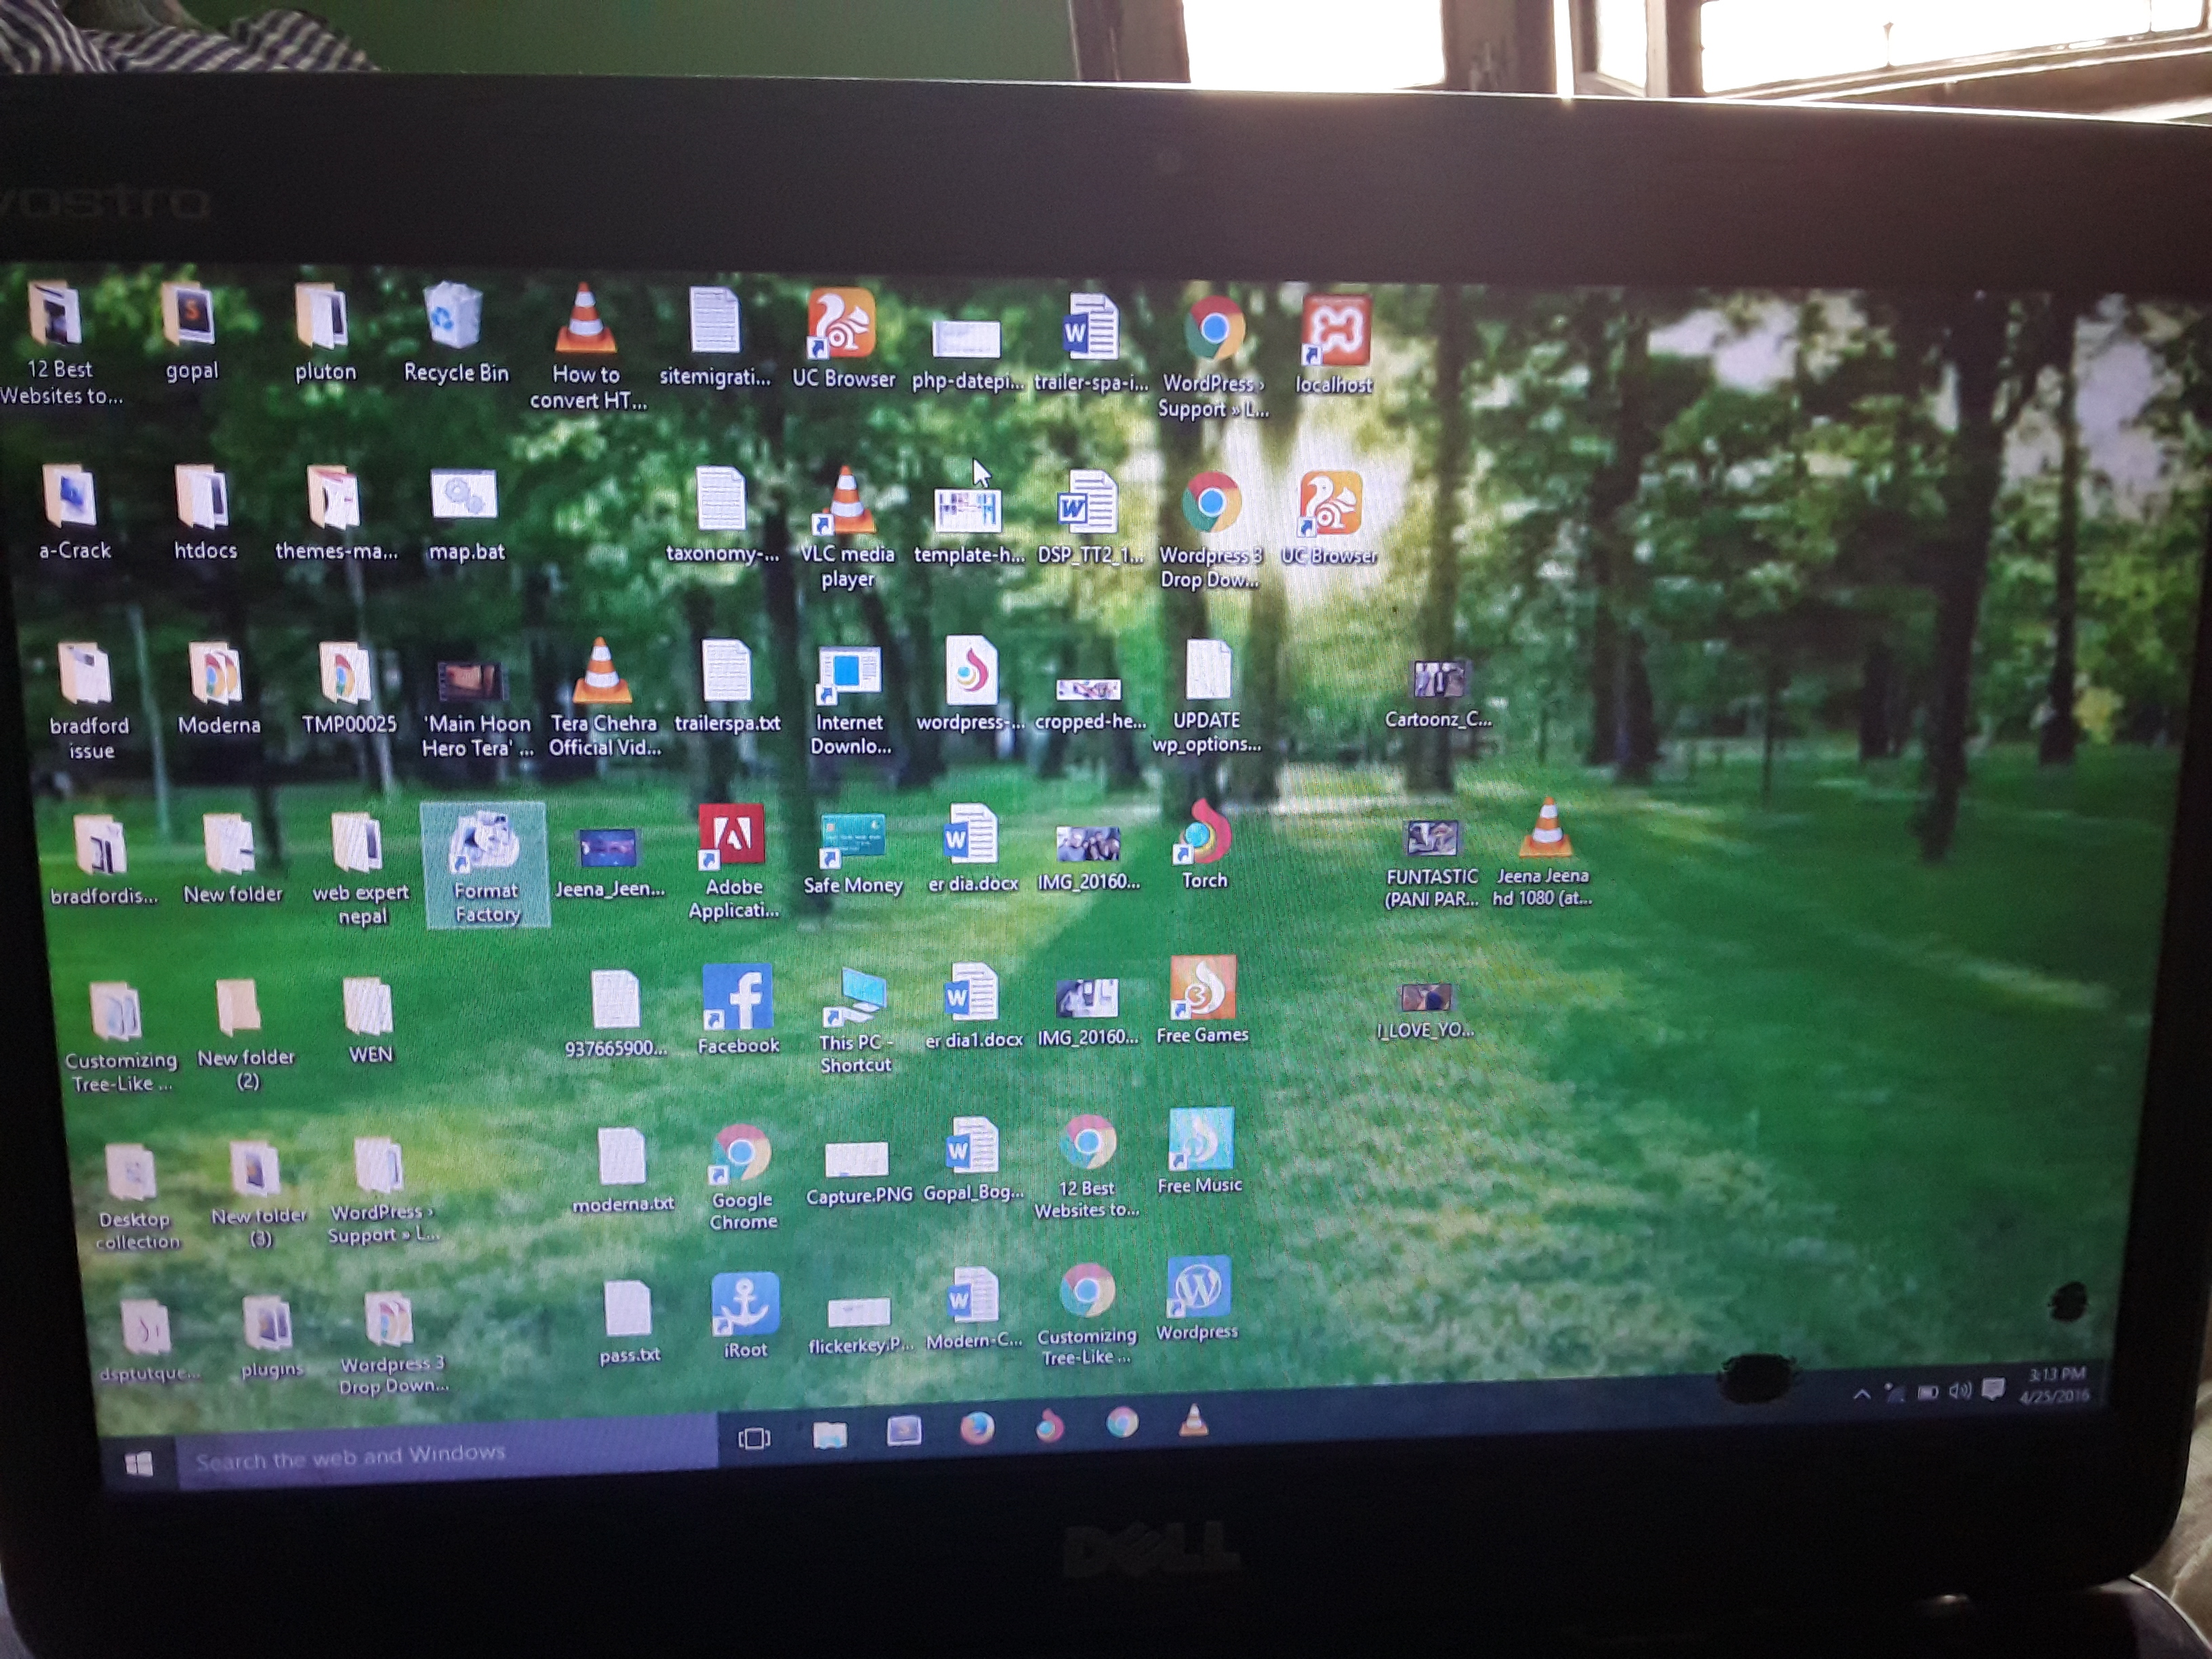 vostro
12 Best
Websites to...
gopal
pluton
Recycle Bin
How to
convert HT...
sitemigrati...
UC Browser
php-datepi...
trailer-spa-i...
WordPress ›
Support » L...
localhost
a-Crack
htdocs
themes-ma...
map.bat
taxonomy-...
VLC media
player
template-h...
DSP_TT2_1...
Wordpress 3
Drop Dow...
UC Browser
bradford
issue
Moderna
TMP00025
'Main Hoon
Hero Tera' ...
Tera Chehra
Official Vid...
trailerspa.txt
Internet
Downlo...
wordpress-...
cropped-he...
UPDATE
wp_options...
Cartoonz_C...
bradfordis...
New folder
web expert
nepal
Format
Factory
Jeena_Jeen...
Adobe
Applicati...
Safe Money
er dia.docx
IMG_20160...
Torch
FUNTASTIC
(PANI PAR...
Jeena Jeena
hd 1080 (at...
Customizing
Tree-Like ...
New folder
(2)
WEN
937665900...
Facebook
This PC -
Shortcut
er dia1.docx
IMG_20160...
Free Games
I_LOVE_YO...
Desktop
collection
New folder
(3)
WordPress ›
Support » L...
moderna.txt
Google
Chrome
Capture.PNG
Gopal_Bog...
12 Best
Websites to...
Free Music
dsptutque...
plugins
Wordpress 3
Drop Down...
pass.txt
iRoot
flickerkey.P...
Modern-C...
Customizing
Tree-Like ...
Wordpress
Search the web and Windows
3:13 PM
4/25/2016
DELL